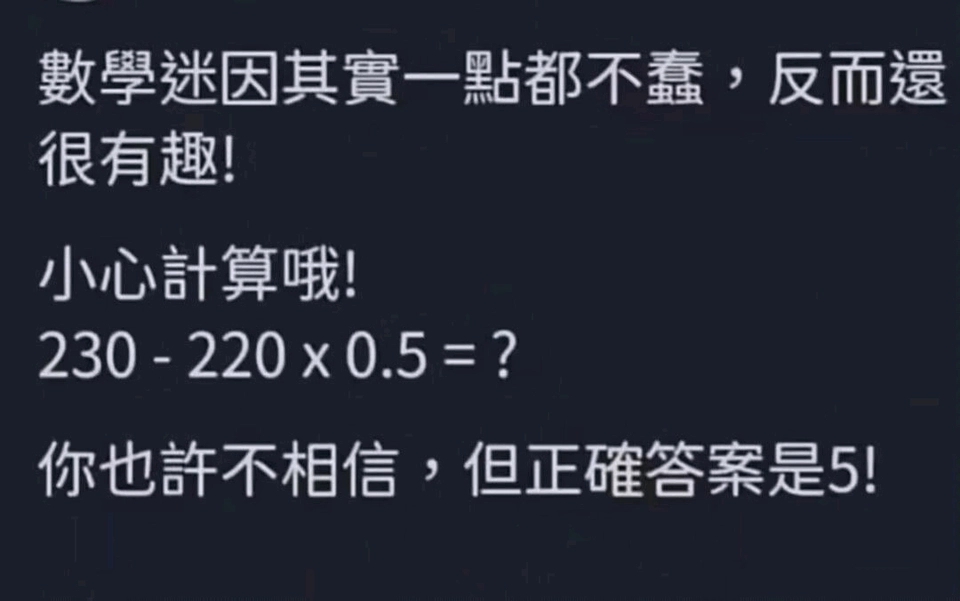 數學迷因其實一點都不蠢，反而還
很有趣!
小心計算哦!
230 - 220 x 0.5 = ?
你也許不相信，但正確答案是5!